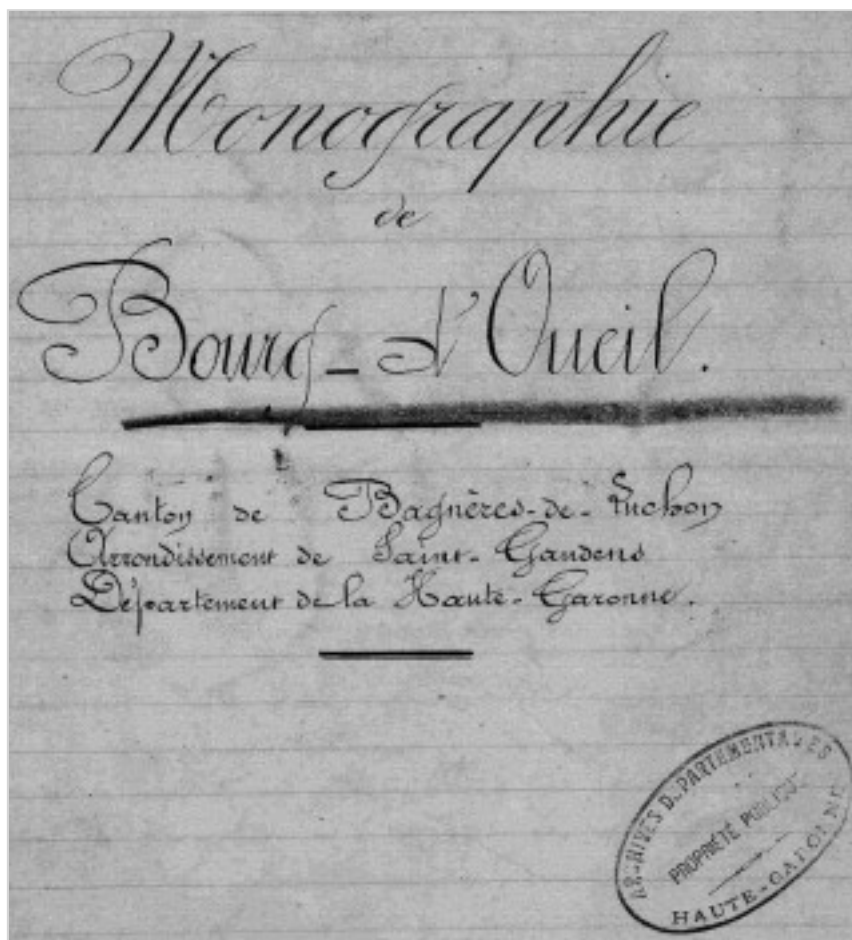 Monographie
de
Bourg-d'Oueil.
Canton de Bagnères-de-Luchon
Arrondissement de Saint-Gaudens
Département de la Haute-Garonne.
ARCHIVES DÉPARTEMENTALES
PROPRIÉTÉ PUBLIQUE
HAUTE-GARONNE